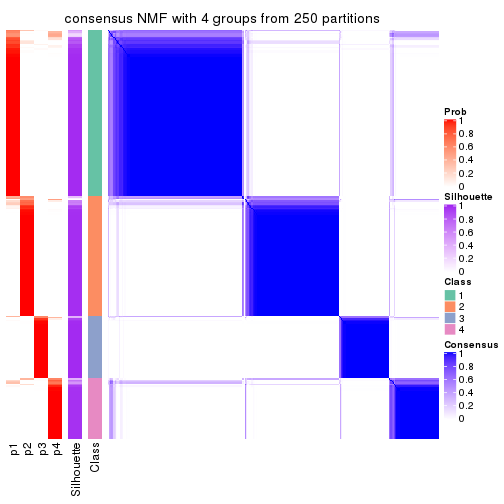 consensus NMF with 4 groups from 250 partitions
Prob
1
0.8
0.6
0.4
0.2
0
Silhouette
1
0.8
0.6
0.4
0.2
0
Class
1
2
3
4
Consensus
1
0.8
0.6
0.4
0.2
0
p1
p2
p3
p4
Silhouette
Class